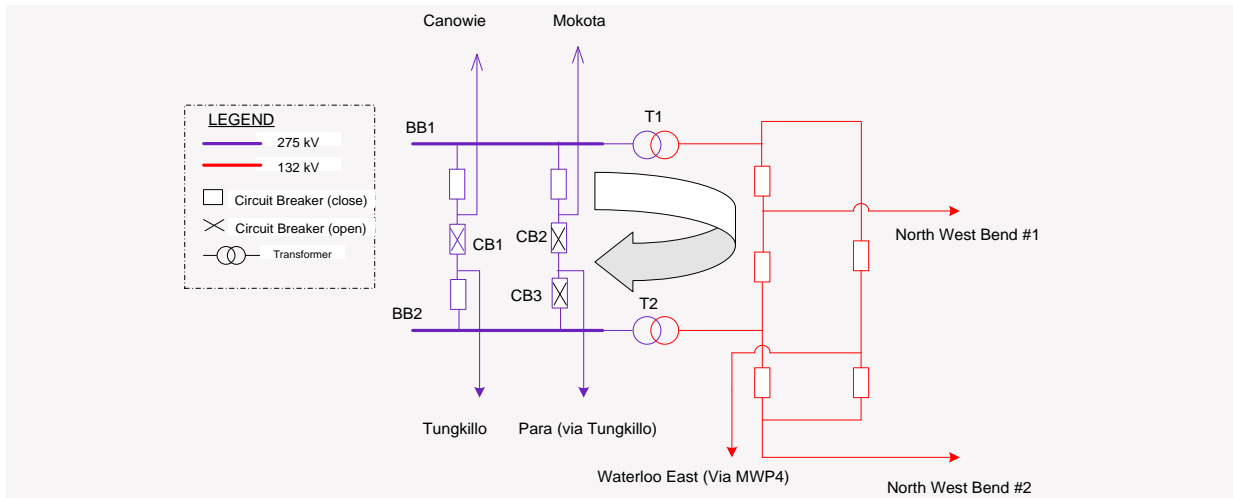 Canowie
Mokota
LEGEND
275 kV
132 kV
Circuit Breaker (close)
Circuit Breaker (open)
Transformer
BB1
T1
CB1
CB2
CB3
BB2
T2
North West Bend #1
Tungkillo
Para (via Tungkillo)
Waterloo East (Via MWP4)
North West Bend #2